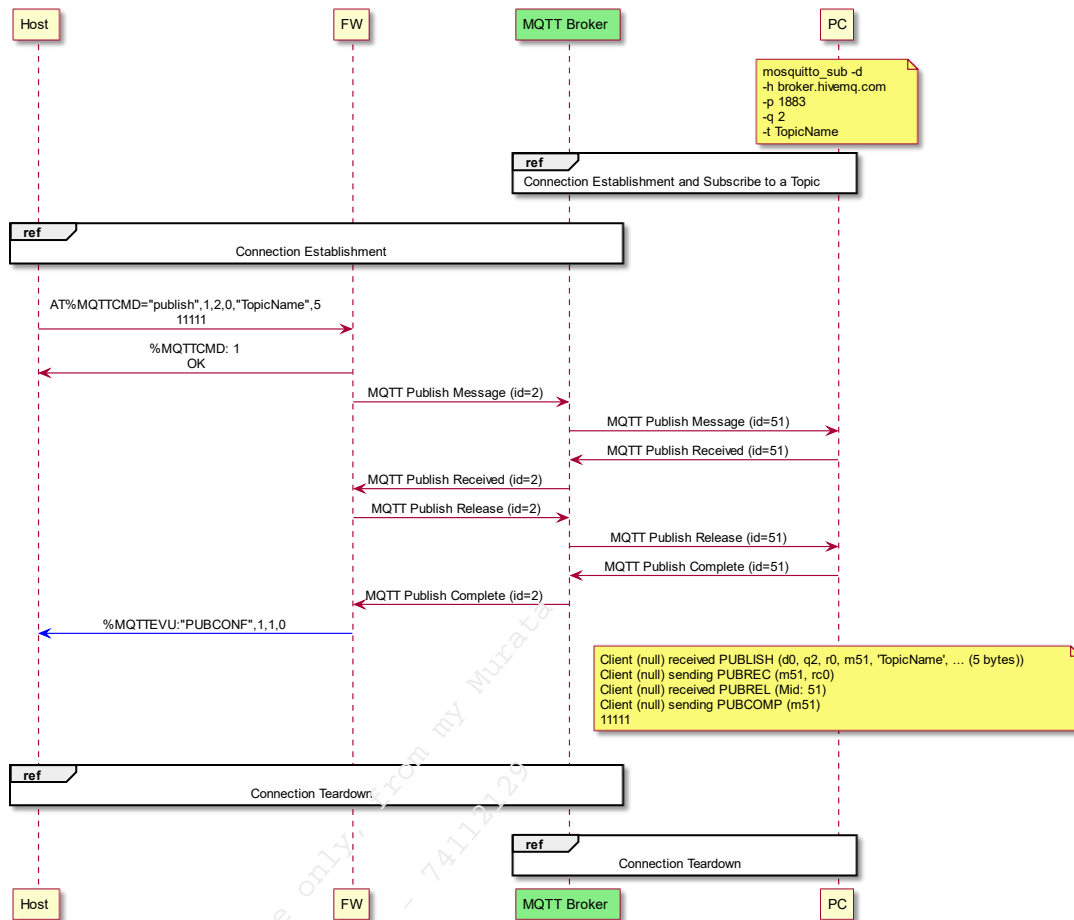 Host
FW
MQTT Broker
PC
mosquitto_sub -d
-h broker.hivemq.com
-p 1883
-q 2
-t TopicName
ref
Connection Establishment and Subscribe to a Topic
ref
Connection Establishment
AT%MQTTCMD="publish",1,2,0,"TopicName",5
11111
%MQTTCMD: 1
OK
MQTT Publish Message (id=2)
MQTT Publish Message (id=51)
MQTT Publish Received (id=51)
MQTT Publish Received (id=2)
MQTT Publish Release (id=2)
MQTT Publish Release (id=51)
MQTT Publish Complete (id=51)
MQTT Publish Complete (id=2)
%MQTTEVU:"PUBCONF",1,1,0
Client (null) received PUBLISH (d0, q2, r0, m51, 'TopicName', ... (5 bytes))
Client (null) sending PUBREC (m51, rc0)
Client (null) received PUBREL (Mid: 51)
Client (null) sending PUBCOMP (m51)
11111
ref
Connection Teardown
ref
Connection Teardown
Host
FW
MQTT Broker
PC
only, from my Murata
_ 741121129